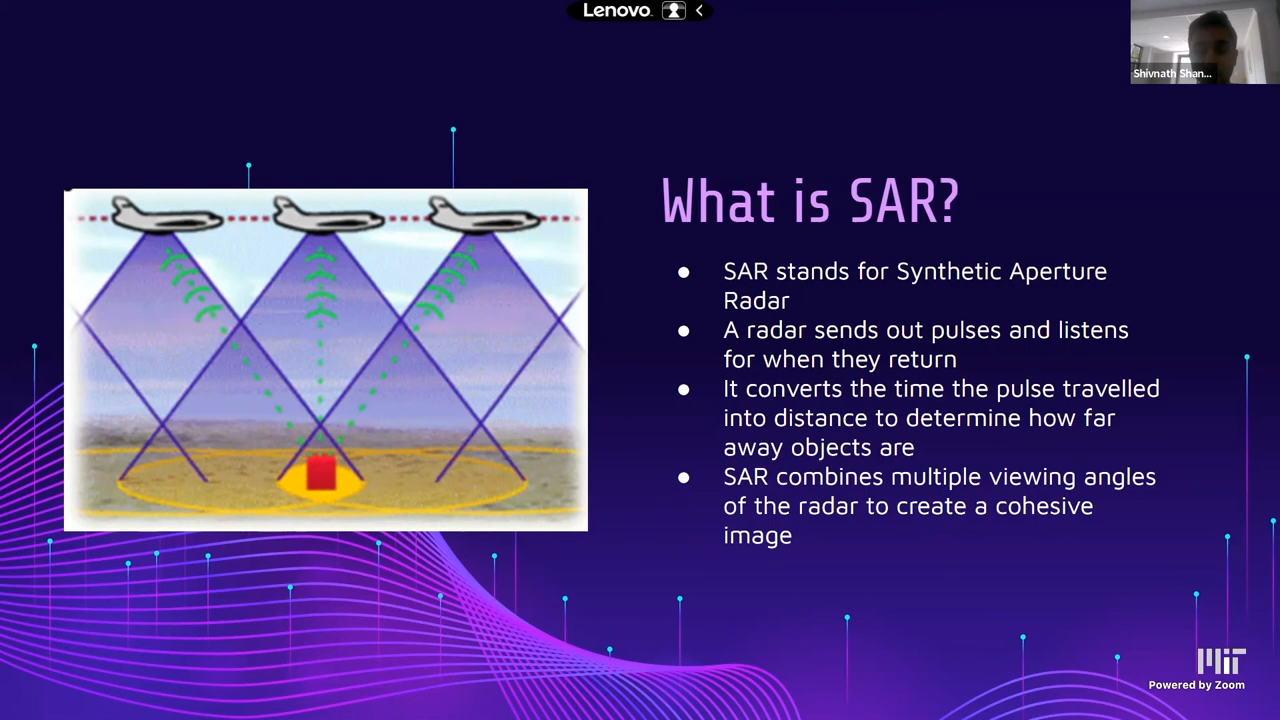 Lenovo
Shivnath Shan...
What is SAR?
● SAR stands for Synthetic Aperture
Radar
● A radar sends out pulses and listens
for when they return
● It converts the time the pulse travelled
into distance to determine how far
away objects are
● SAR combines multiple viewing angles
of the radar to create a cohesive
image
MIT
Powered by Zoom